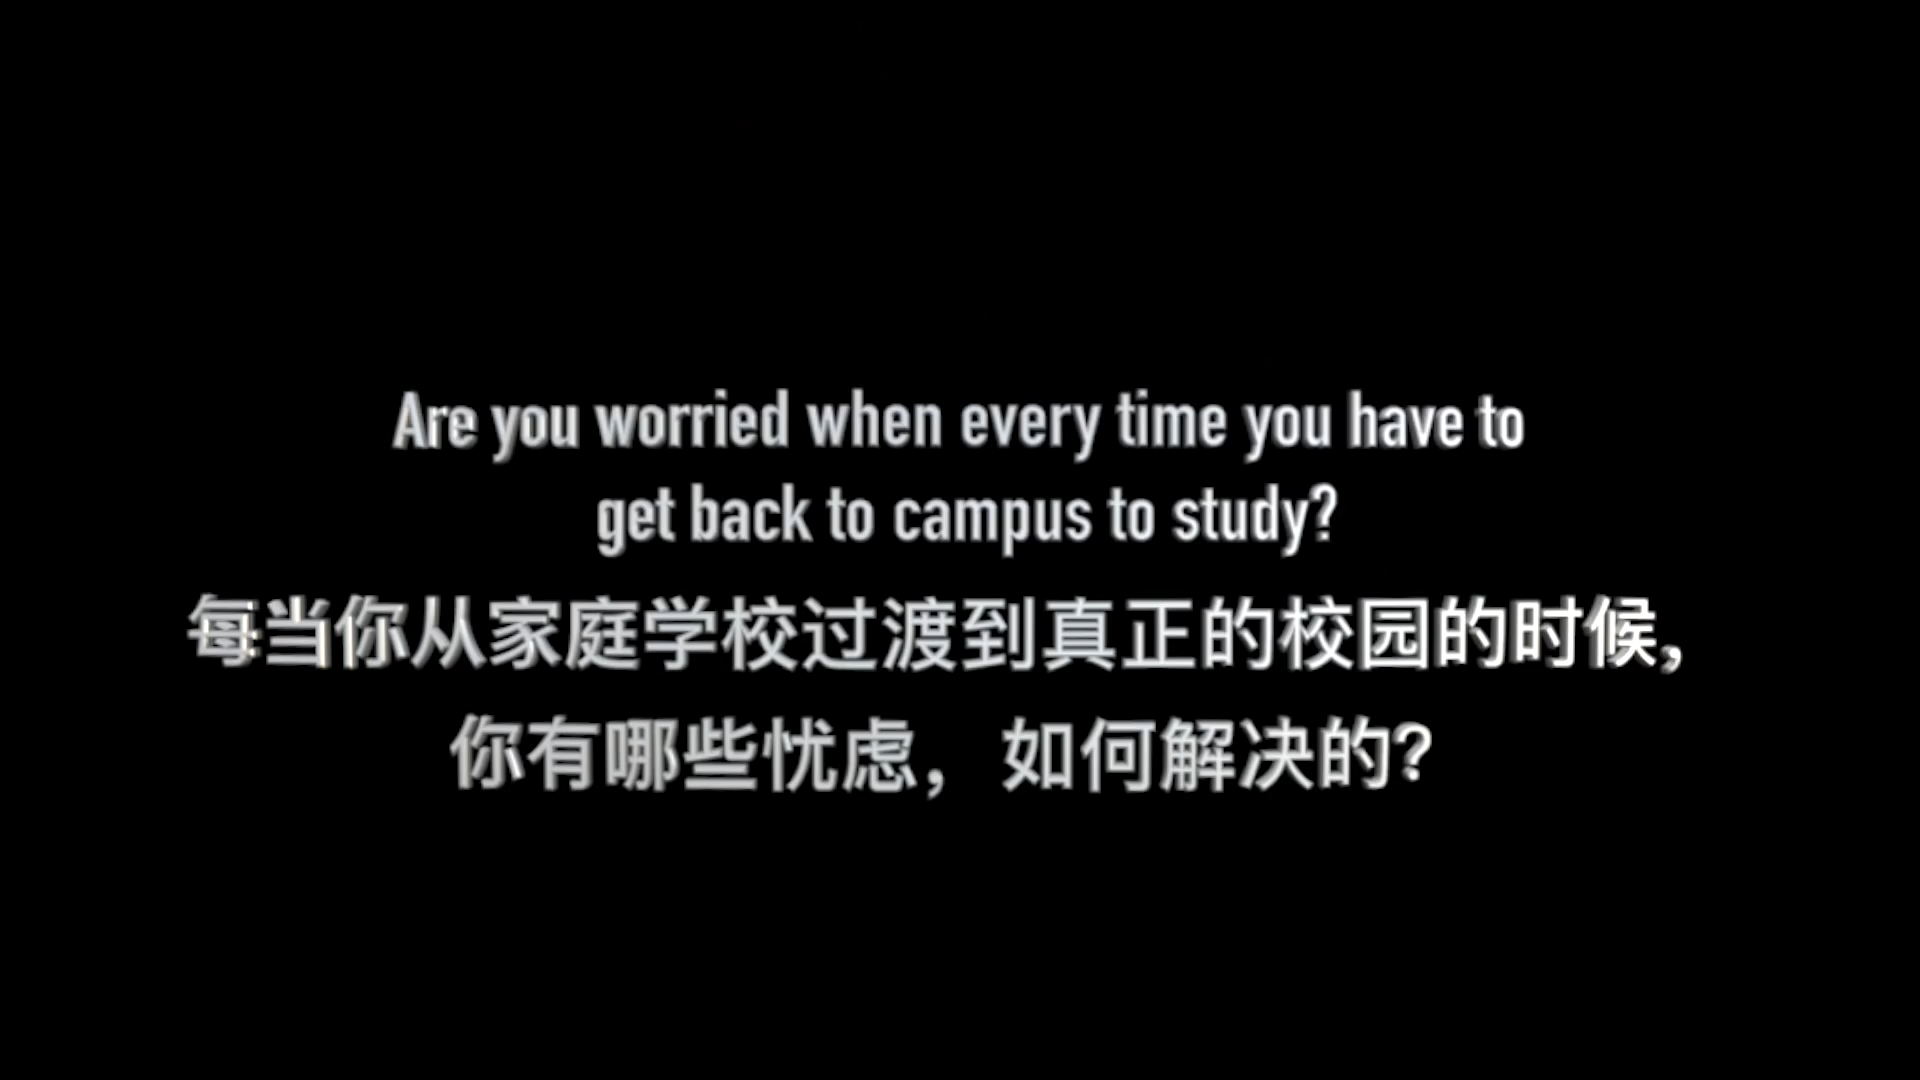 Are you worried when every time you have to
get back to campus to study?
每当你从家庭学校过渡到真正的校园的时候，
你有哪些忧虑，如何解决的？